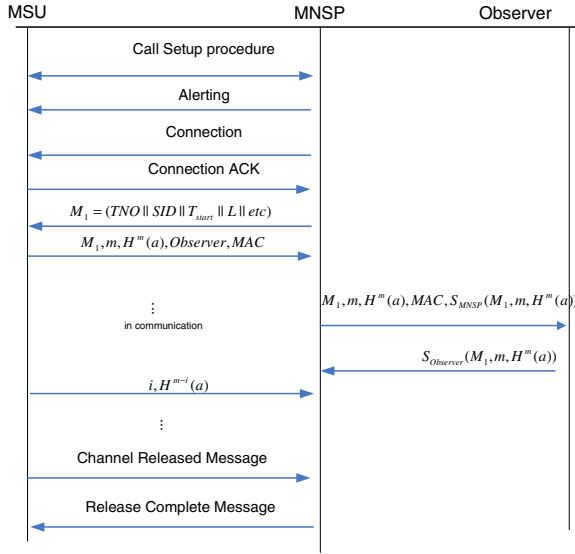 MSU MNSP Observer
Call Setup procedure
Alerting
Connection
Connection ACK
M₁ = (TNO || SID || T_start || L || etc)
M₁, m, H^m(a), Observer, MAC
M₁, m, H^m(a), MAC, S_MNSP(M₁, m, H^m(a))
⋮
in communication
S_Observer(M₁, m, H^m(a))
i, H^{m-i}(a)
⋮
Channel Released Message
Release Complete Message